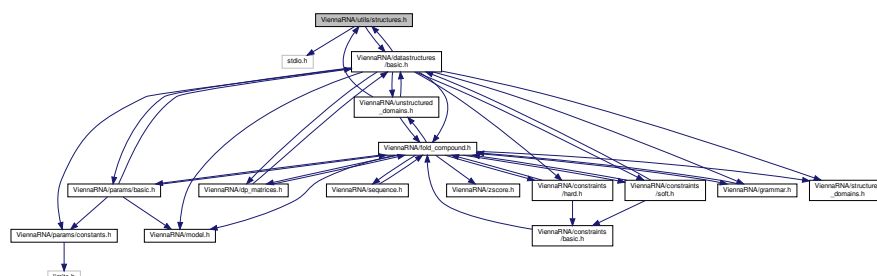 ViennaRNA/utils/structures.h
stdio.h
ViennaRNA/datastructures
/basic.h
ViennaRNA/unstructured
_domains.h
ViennaRNA/fold_compound.h
ViennaRNA/params/basic.h
ViennaRNA/dp_matrices.h
ViennaRNA/sequence.h
ViennaRNA/zscore.h
ViennaRNA/constraints
/hard.h
ViennaRNA/constraints
/soft.h
ViennaRNA/grammar.h
ViennaRNA/structured
_domains.h
ViennaRNA/params/constants.h
ViennaRNA/model.h
ViennaRNA/constraints
/basic.h
limits.h